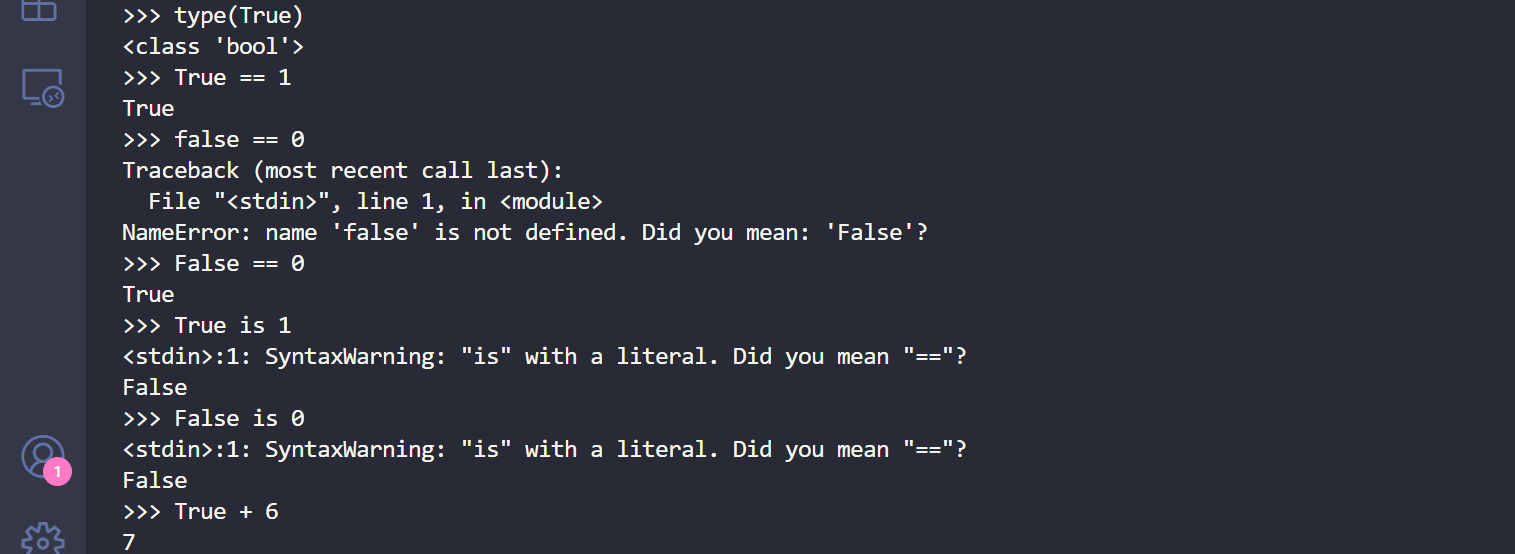 >>> type(True)
<class 'bool'>
>>> True == 1
True
>>> false == 0
Traceback (most recent call last):
  File "<stdin>", line 1, in <module>
NameError: name 'false' is not defined. Did you mean: 'False'?
>>> False == 0
True
>>> True is 1
<stdin>:1: SyntaxWarning: "is" with a literal. Did you mean "=="?
False
>>> False is 0
<stdin>:1: SyntaxWarning: "is" with a literal. Did you mean "=="?
False
1
>>> True + 6
7